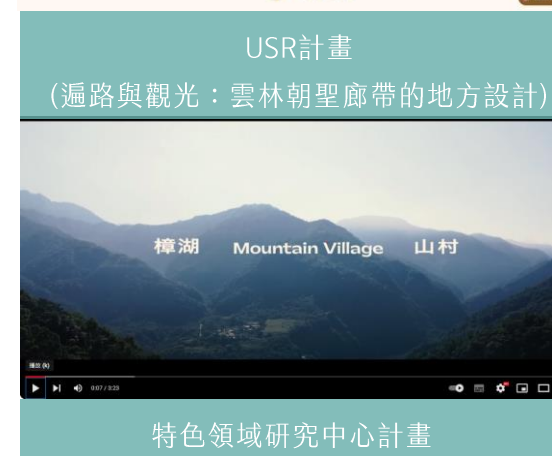 USR計畫
(遍路與觀光：雲林朝聖廊帶的地方設計)
樟湖 Mountain Village 山村
播放 (k)
0:07 / 3:23
特色領域研究中心計畫